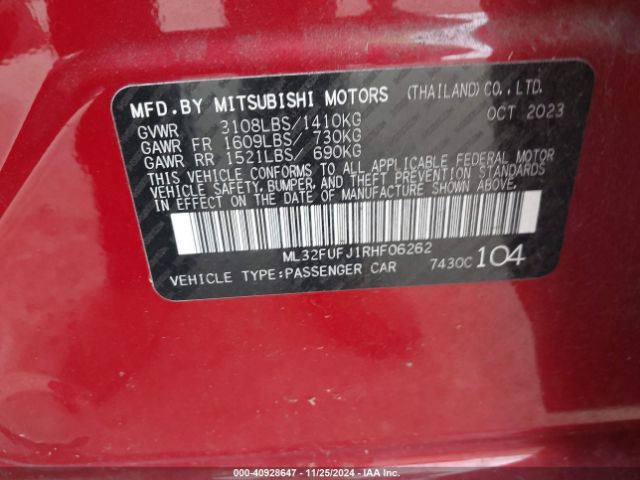 MFD.BY MITSUBISHI MOTORS (THAILAND)CO.,LTD.
OCT 2023
GVWR 3108LBS/1410KG
GAWR FR 1609LBS/ 730KG
GAWR RR 1521LBS/ 690KG
THIS VEHICLE CONFORMS TO ALL APPLICABLE FEDERAL MOTOR
VEHICLE SAFETY, BUMPER, AND THEFT PREVENTION STANDARDS
IN EFFECT ON THE DATE OF MANUFACTURE SHOWN ABOVE.
ML32FUFJ1RHF06262
VEHICLE TYPE:PASSENGER CAR 7430C 104
000-40928647 - 11/25/2024 - IAA Inc.